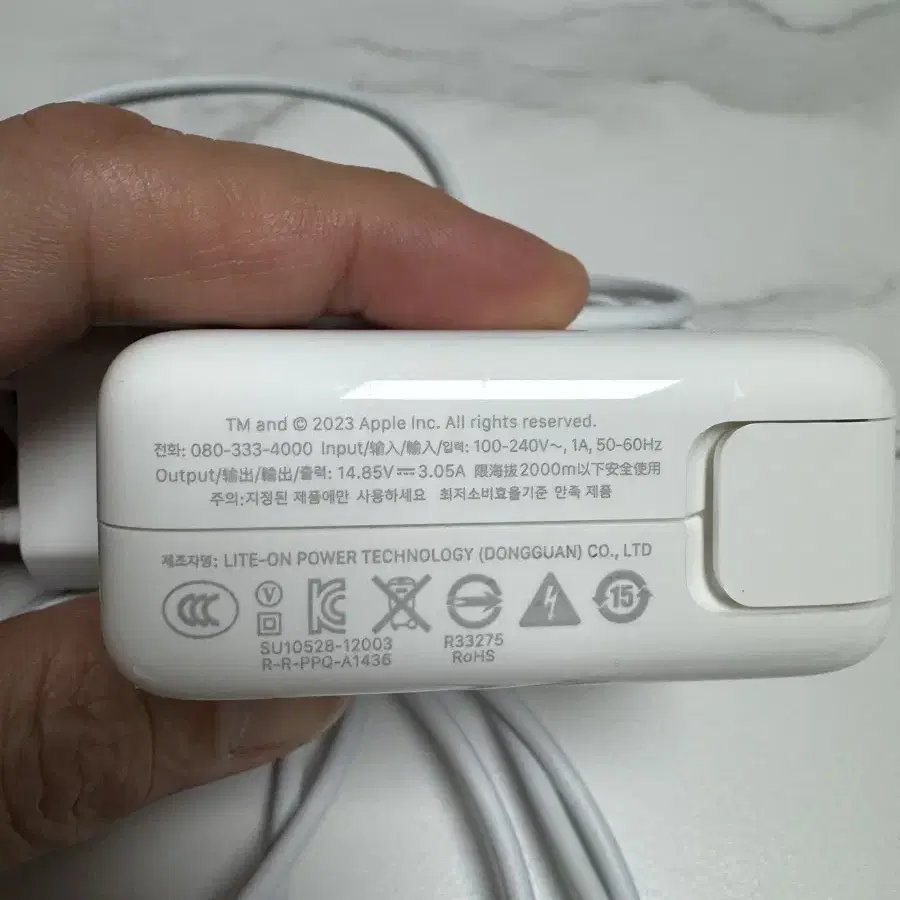 TM and © 2023 Apple Inc. All rights reserved.
전화: 080-333-4000 Input/输入/輸入/입력: 100-240V~, 1A, 50-60Hz
Output/输出/輸出/출력: 14.85V⎓3.05A 限海拔2000m以下安全使用
주의:지정된 제품에만 사용하세요 최저소비효율기준 만족 제품
제조자명: LITE-ON POWER TECHNOLOGY (DONGGUAN) CO., LTD
CCC V KC 15
SU10528-12003 R33275
R-R-PPQ-A1436 RoHS